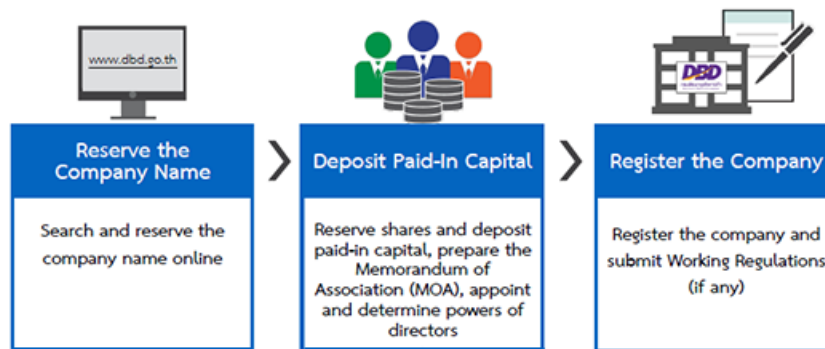 www.dbd.go.th
DBD
Reserve the
Company Name
Search and reserve the
company name online
Deposit Paid-In Capital
Reserve shares and deposit
paid-in capital, prepare the
Memorandum of
Association (MOA), appoint
and determine powers of
directors
Register the Company
Register the company and
submit Working Regulations
(if any)